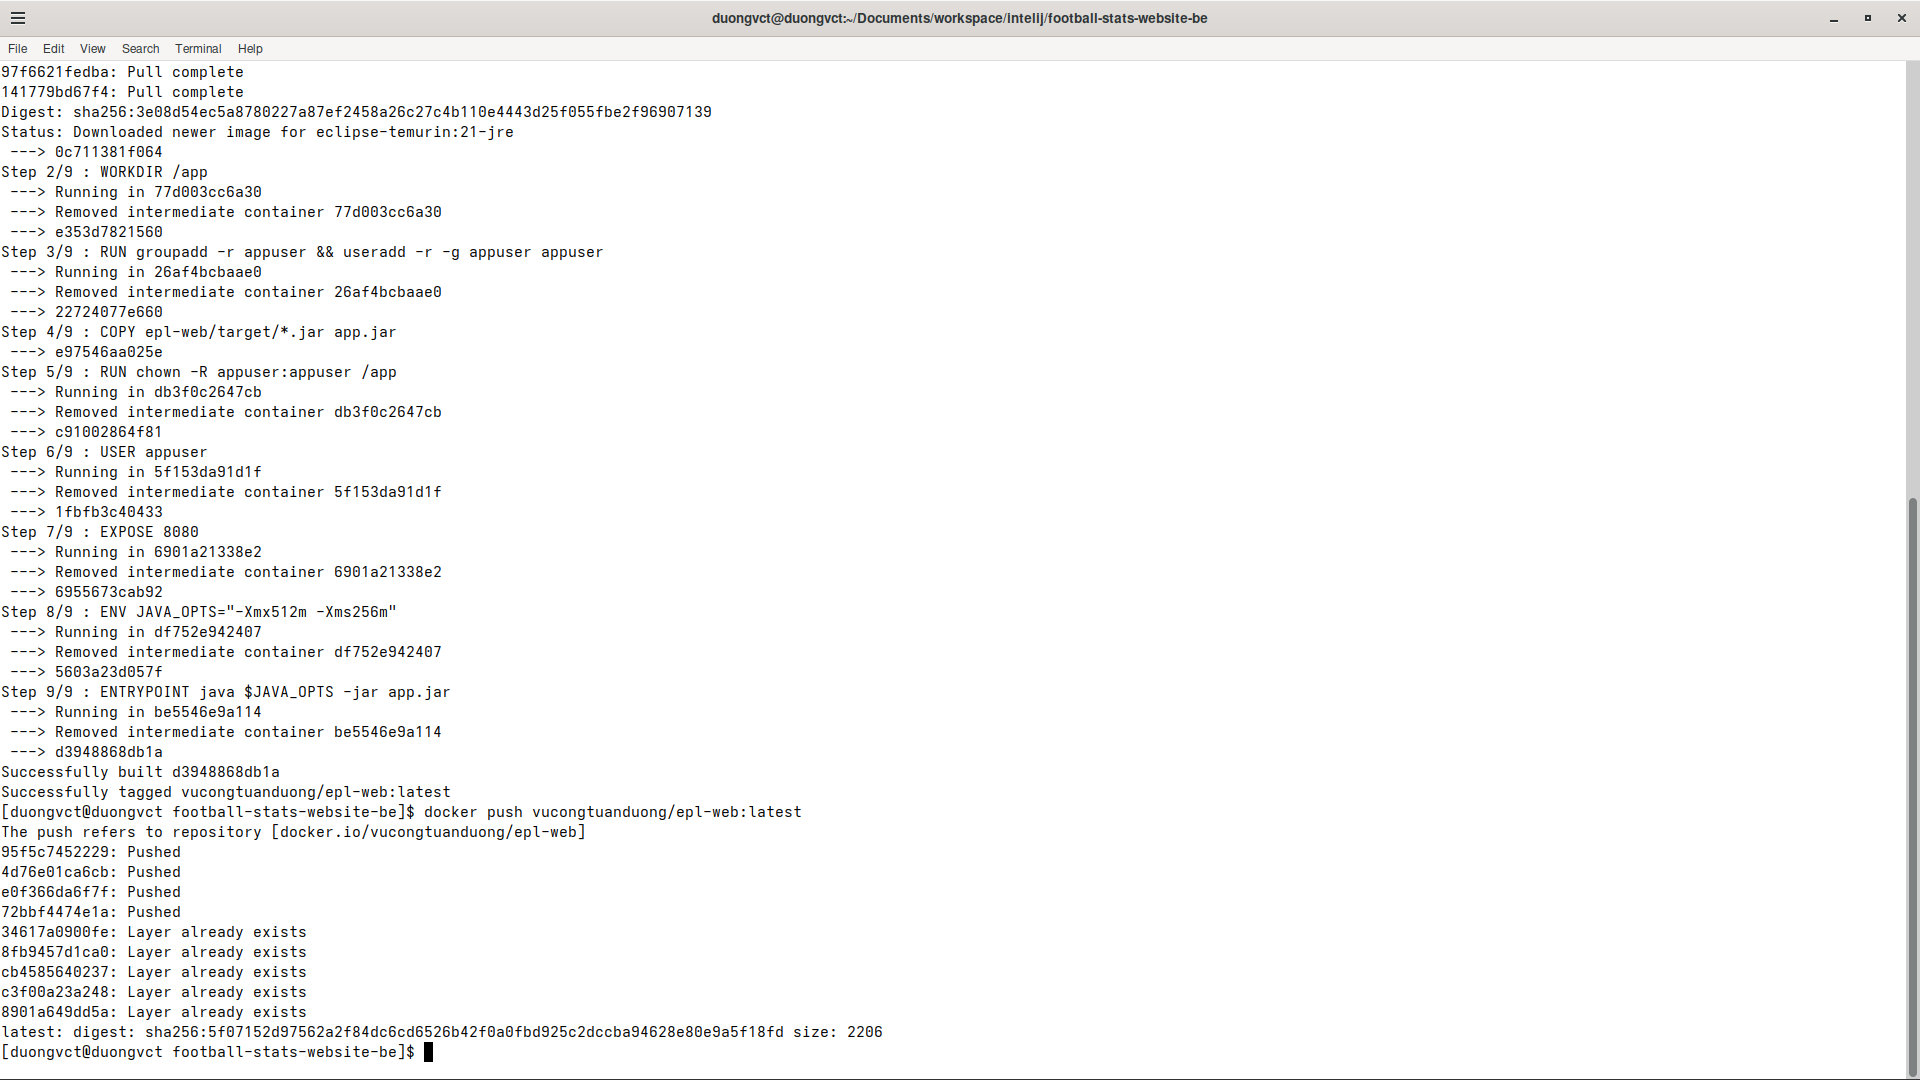 duongvct@duongvct:~/Documents/workspace/intelij/football-stats-website-be
File Edit View Search Terminal Help
97f6621fedba: Pull complete
141779bd67f4: Pull complete
Digest: sha256:3e08d54ec5a8780227a87ef2458a26c27c4b110e4443d25f055fbe2f96907139
Status: Downloaded newer image for eclipse-temurin:21-jre
 ---> 0c711381f064
Step 2/9 : WORKDIR /app
 ---> Running in 77d003cc6a30
 ---> Removed intermediate container 77d003cc6a30
 ---> e353d7821560
Step 3/9 : RUN groupadd -r appuser && useradd -r -g appuser appuser
 ---> Running in 26af4bcbaae0
 ---> Removed intermediate container 26af4bcbaae0
 ---> 22724077e660
Step 4/9 : COPY epl-web/target/*.jar app.jar
 ---> e97546aa025e
Step 5/9 : RUN chown -R appuser:appuser /app
 ---> Running in db3f0c2647cb
 ---> Removed intermediate container db3f0c2647cb
 ---> c91002864f81
Step 6/9 : USER appuser
 ---> Running in 5f153da91d1f
 ---> Removed intermediate container 5f153da91d1f
 ---> 1fbfb3c40433
Step 7/9 : EXPOSE 8080
 ---> Running in 6901a21338e2
 ---> Removed intermediate container 6901a21338e2
 ---> 6955673cab92
Step 8/9 : ENV JAVA_OPTS="-Xmx512m -Xms256m"
 ---> Running in df752e942407
 ---> Removed intermediate container df752e942407
 ---> 5603a23d057f
Step 9/9 : ENTRYPOINT java $JAVA_OPTS -jar app.jar
 ---> Running in be5546e9a114
 ---> Removed intermediate container be5546e9a114
 ---> d3948868db1a
Successfully built d3948868db1a
Successfully tagged vucongtuanduong/epl-web:latest
[duongvct@duongvct football-stats-website-be]$ docker push vucongtuanduong/epl-web:latest
The push refers to repository [docker.io/vucongtuanduong/epl-web]
95f5c7452229: Pushed
4d76e01ca6cb: Pushed
e0f366da6f7f: Pushed
72bbf4474e1a: Pushed
34617a0900fe: Layer already exists
8fb9457d1ca0: Layer already exists
cb4585640237: Layer already exists
c3f00a23a248: Layer already exists
8901a649dd5a: Layer already exists
latest: digest: sha256:5f07152d97562a2f84dc6cd6526b42f0a0fbd925c2dccba94628e80e9a5f18fd size: 2206
[duongvct@duongvct football-stats-website-be]$